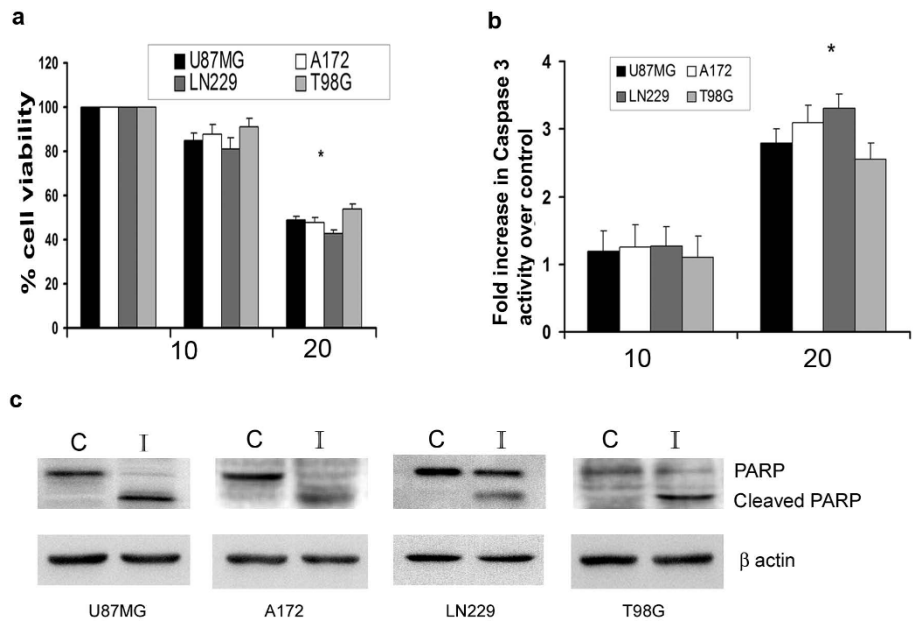 a
U87MG A172
LN229 T98G
% cell viability
120
100
80
60
40
20
0
10 20
b
U87MG A172
LN229 T98G
*
Fold increase in Caspase 3
activity over control
4
3
2
1
0
10 20
*
c
C I C I C I C I
PARP
Cleaved PARP
β actin
U87MG A172 LN229 T98G